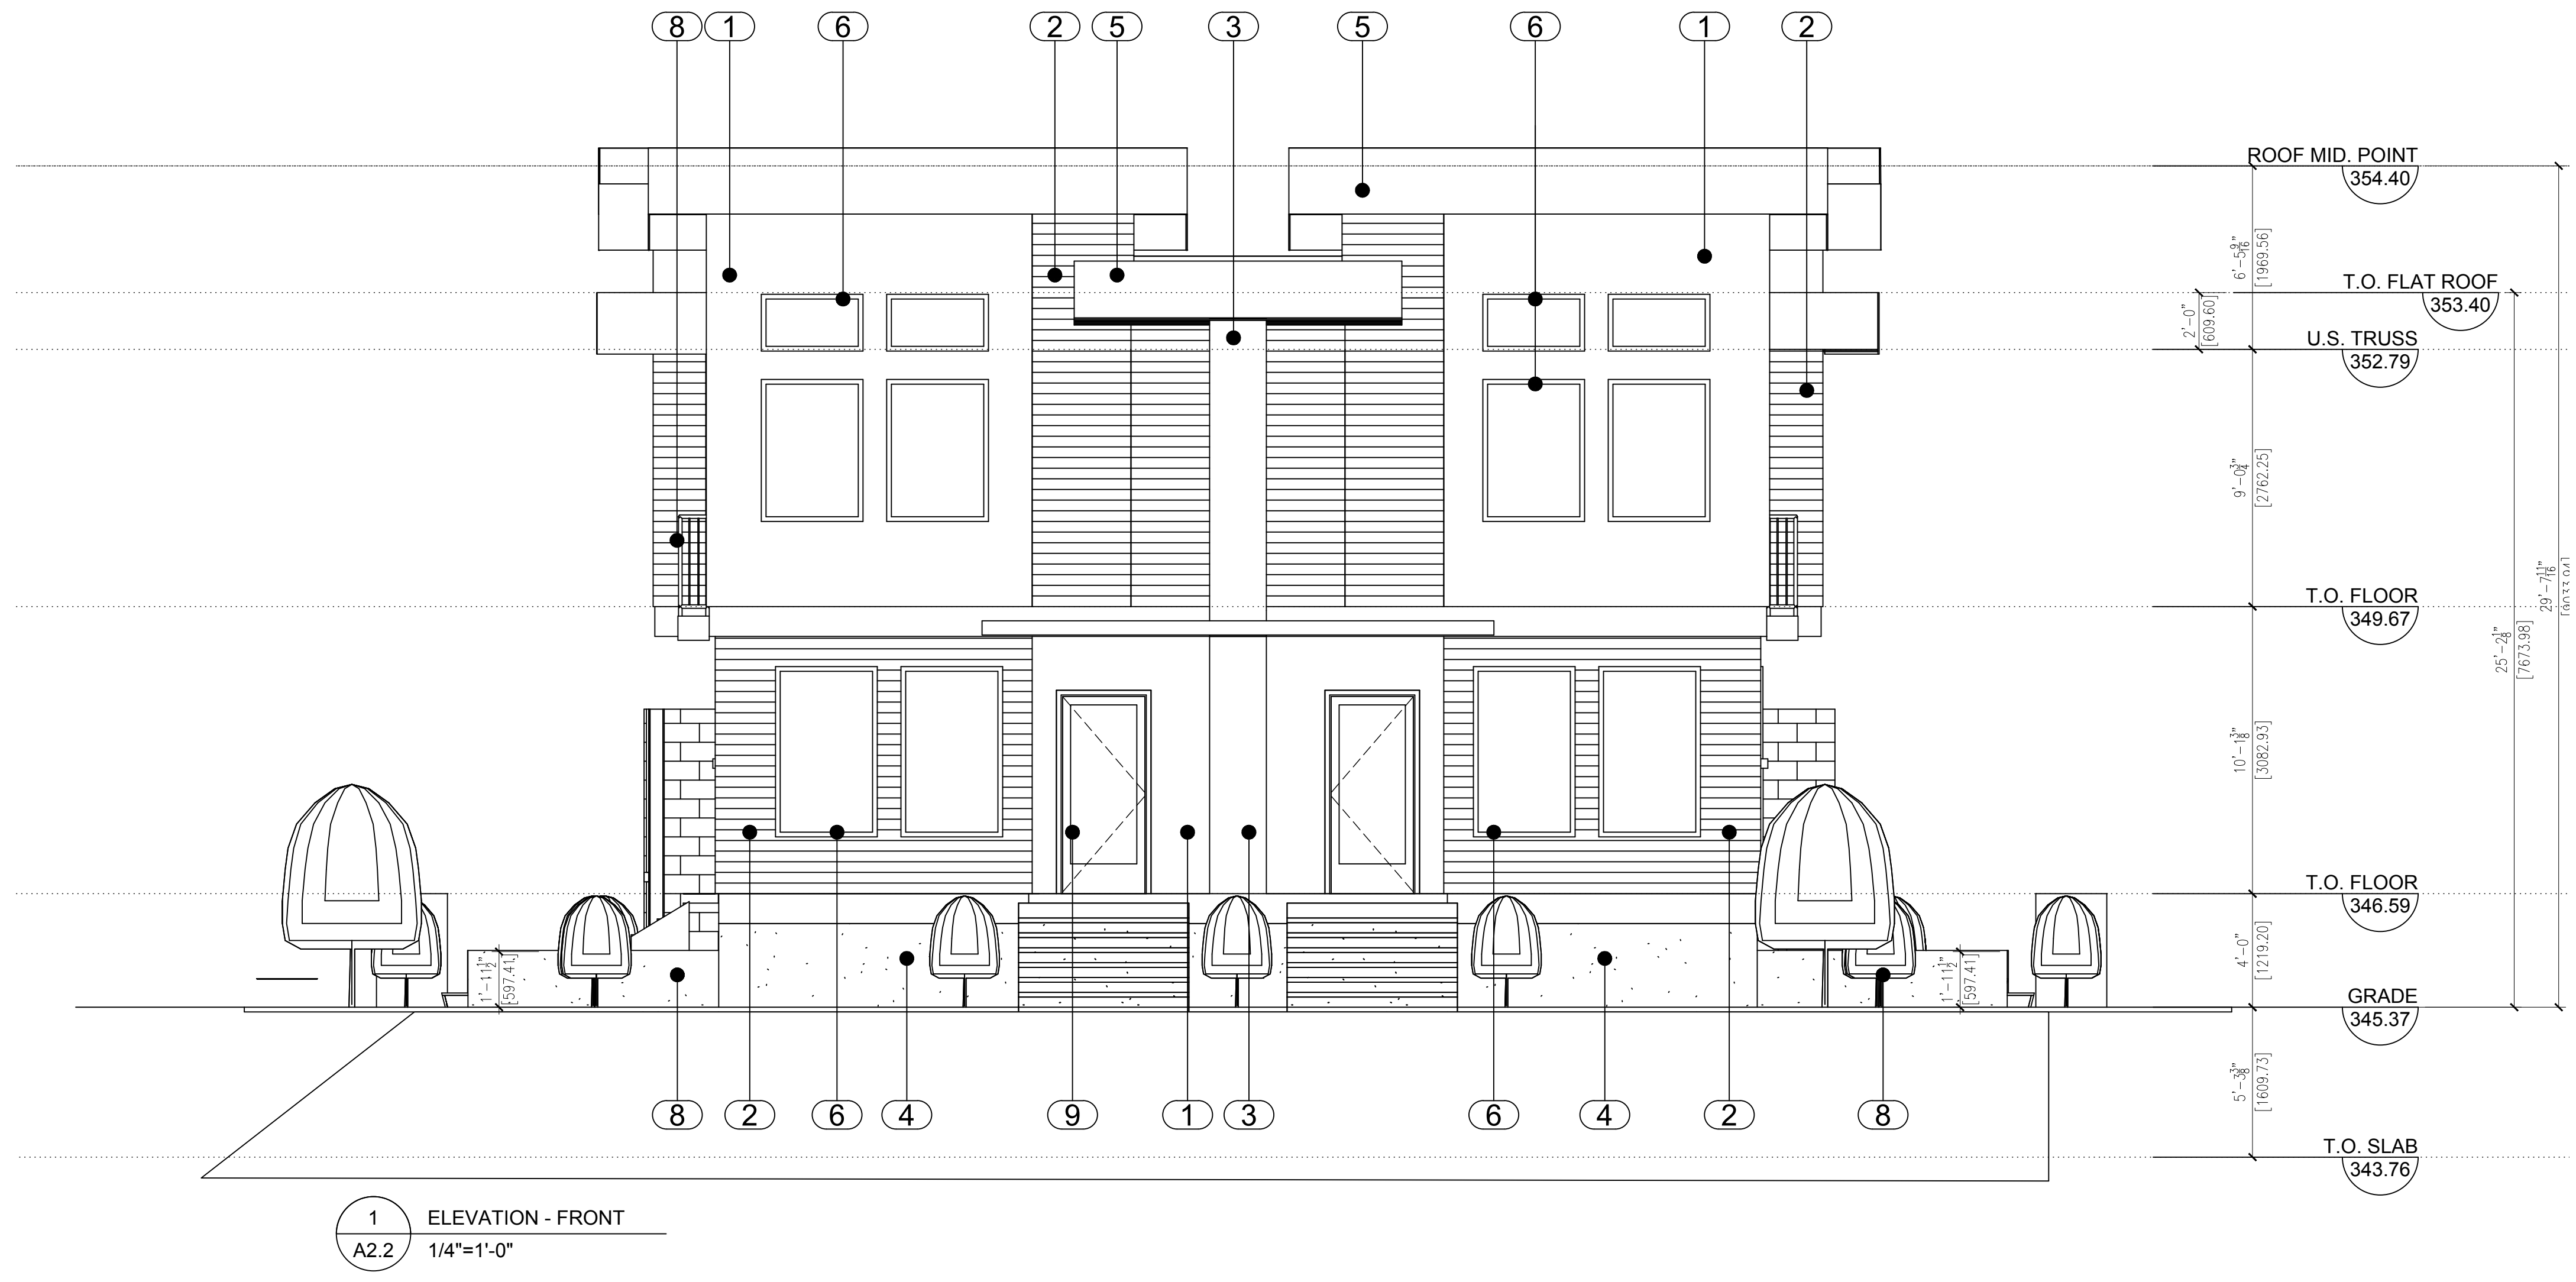 8 1 6 2 5 3 5 6 1 2
ROOF MID. POINT
354.40
6'-5 9/16"
[1969.56]
T.O. FLAT ROOF
353.40
2'-0"
[609.60]
U.S. TRUSS
352.79
9'-0 3/4"
[2762.25]
29'-7 11/16"
[9033.94]
T.O. FLOOR
349.67
25'-2 1/8"
[7673.98]
10'-1 3/8"
[3082.93]
T.O. FLOOR
346.59
4'-0"
[1219.20]
1'-11 1/2"
[597.41]
1'-11 1/2"
[597.41]
GRADE
345.37
5'-3 3/8"
[1609.73]
8 2 6 4 9 1 3 6 4 2 8
T.O. SLAB
343.76
1
ELEVATION - FRONT
A2.2
1/4"=1'-0"